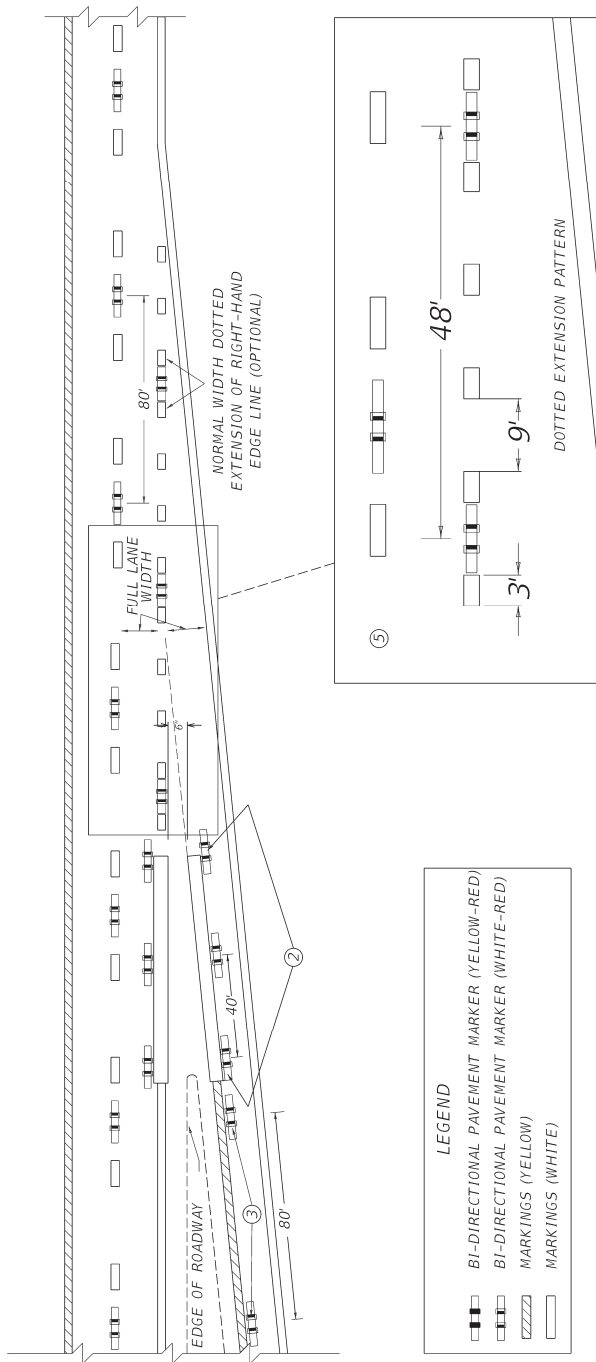 80'
NORMAL WIDTH DOTTED
EXTENSION OF RIGHT-HAND
EDGE LINE (OPTIONAL)
FULL LANE
WIDTH
6'
2
40'
3
80'
EDGE OF ROADWAY
5
48'
9'
3'
DOTTED EXTENSION PATTERN
LEGEND
BI-DIRECTIONAL PAVEMENT MARKER (YELLOW-RED)
BI-DIRECTIONAL PAVEMENT MARKER (WHITE-RED)
MARKINGS (YELLOW)
MARKINGS (WHITE)